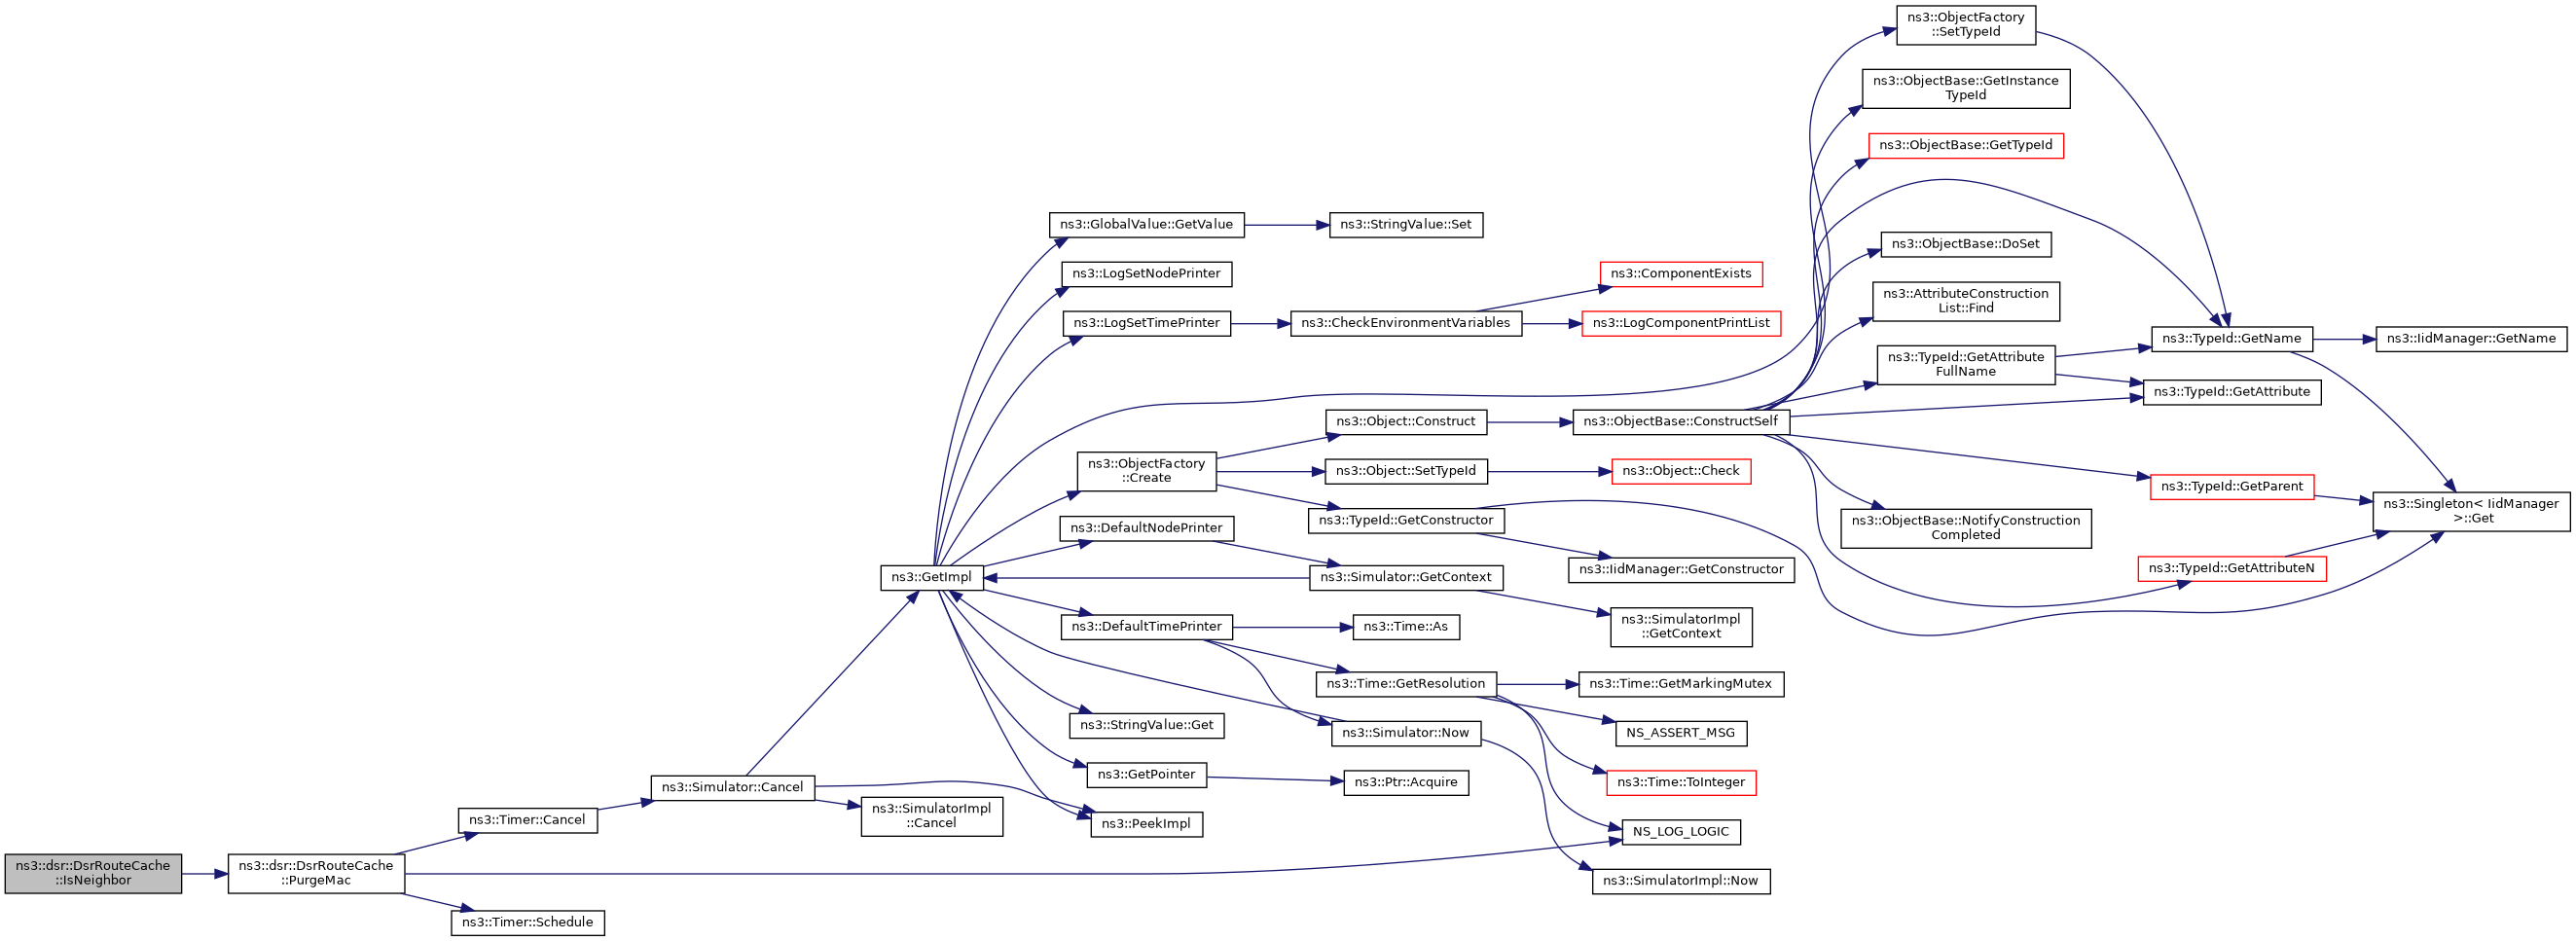 ns3::dsr::DsrRouteCache
::IsNeighbor
ns3::dsr::DsrRouteCache
::PurgeMac
ns3::Timer::Cancel
ns3::Timer::Schedule
ns3::Simulator::Cancel
ns3::GetImpl
ns3::SimulatorImpl
::Cancel
ns3::GlobalValue::GetValue
ns3::LogSetNodePrinter
ns3::LogSetTimePrinter
ns3::ObjectFactory
::Create
ns3::DefaultNodePrinter
ns3::DefaultTimePrinter
ns3::StringValue::Get
ns3::GetPointer
ns3::PeekImpl
ns3::StringValue::Set
ns3::CheckEnvironmentVariables
ns3::Object::Construct
ns3::Object::SetTypeId
ns3::TypeId::GetConstructor
ns3::Simulator::GetContext
ns3::Time::As
ns3::Time::GetResolution
ns3::Simulator::Now
ns3::Ptr::Acquire
ns3::ComponentExists
ns3::LogComponentPrintList
ns3::ObjectBase::ConstructSelf
ns3::Object::Check
ns3::IidManager::GetConstructor
ns3::SimulatorImpl
::GetContext
ns3::Time::GetMarkingMutex
NS_ASSERT_MSG
ns3::Time::ToInteger
NS_LOG_LOGIC
ns3::SimulatorImpl::Now
ns3::ObjectFactory
::SetTypeId
ns3::ObjectBase::GetInstance
TypeId
ns3::ObjectBase::GetTypeId
ns3::ObjectBase::DoSet
ns3::AttributeConstruction
List::Find
ns3::TypeId::GetAttribute
FullName
ns3::ObjectBase::NotifyConstruction
Completed
ns3::TypeId::GetName
ns3::TypeId::GetAttribute
ns3::TypeId::GetParent
ns3::TypeId::GetAttributeN
ns3::IidManager::GetName
ns3::Singleton< IidManager
>::Get